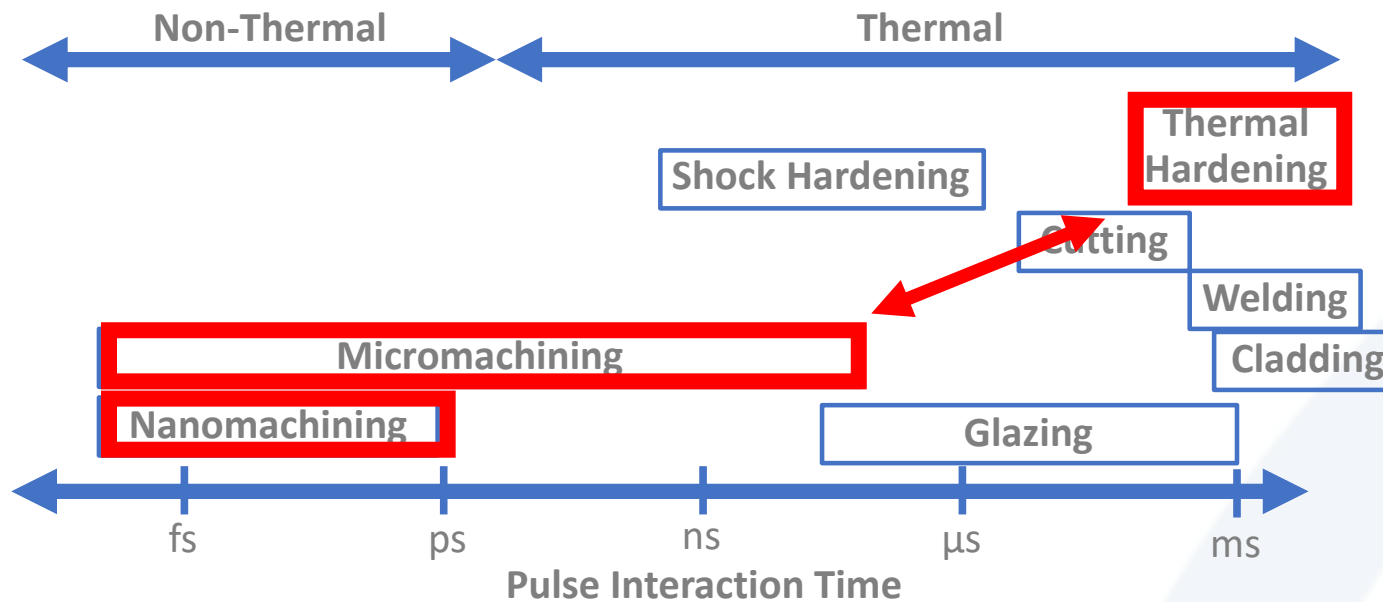 Non-Thermal
Thermal
Thermal
Hardening
Shock Hardening
Cutting
Welding
Micromachining
Cladding
Nanomachining
Glazing
fs
ps
ns
µs
ms
Pulse Interaction Time